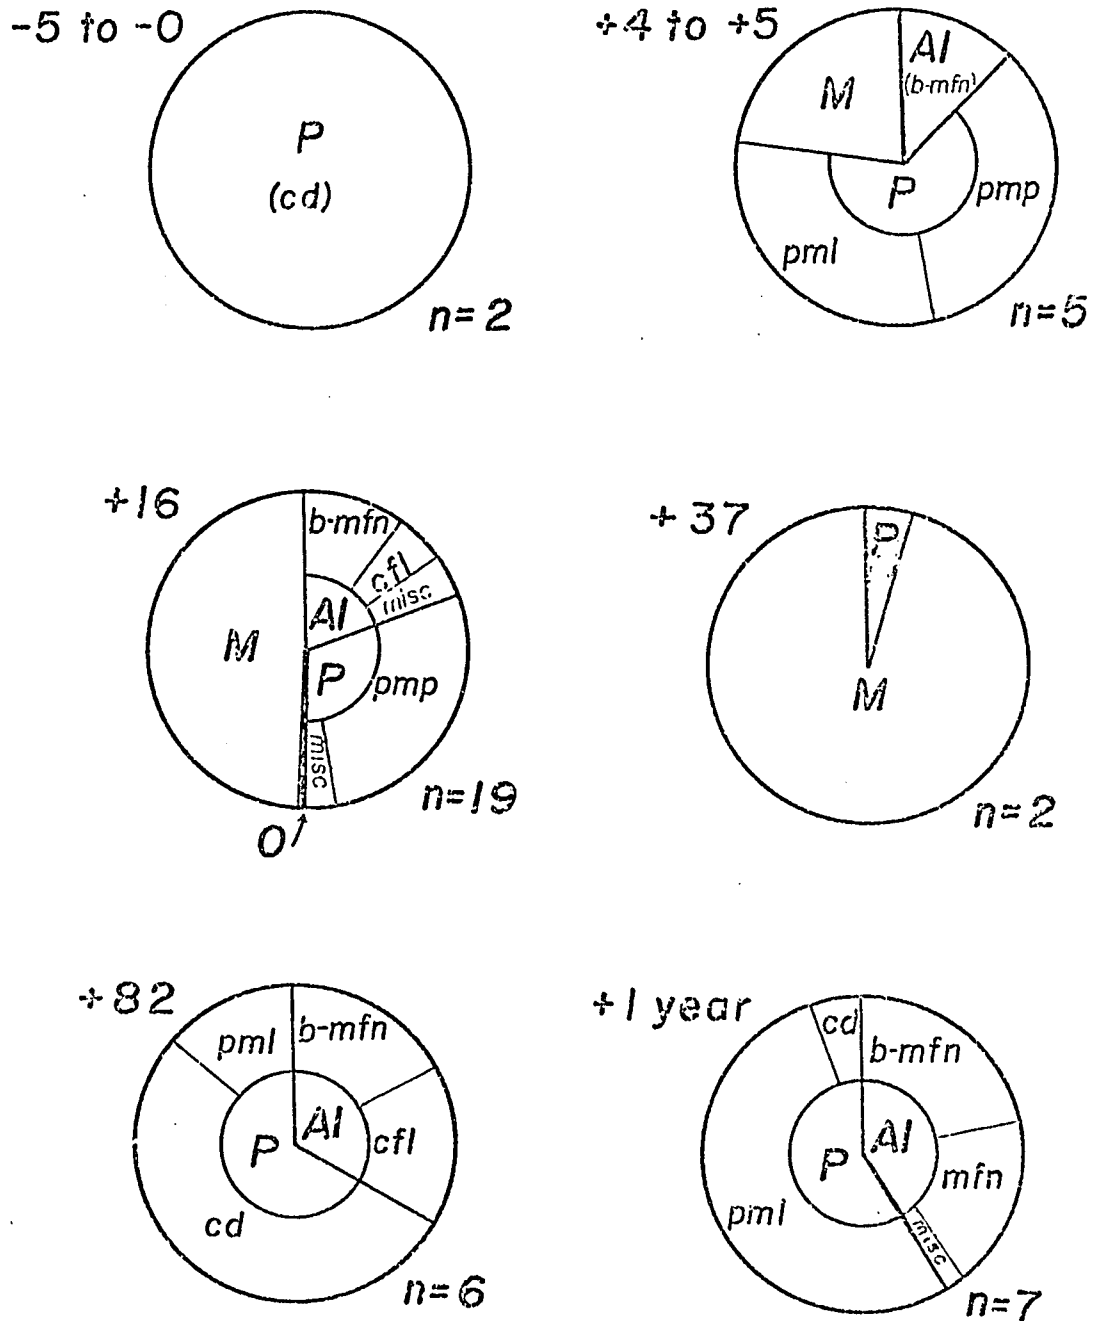 -5 to -0
P
(cd)
n=2
+4 to +5
M
Al
(b-mfn)
P
pmp
pml
n=5
+16
b-mfn
cfl
misc
Al
M
P
pmp
misc
n=19
O
+37
P
M
n=2
+82
pml
b-mfn
P
Al
cfl
cd
n=6
+1 year
cd
b-mfn
P
Al
mfn
pml
misc
n=7